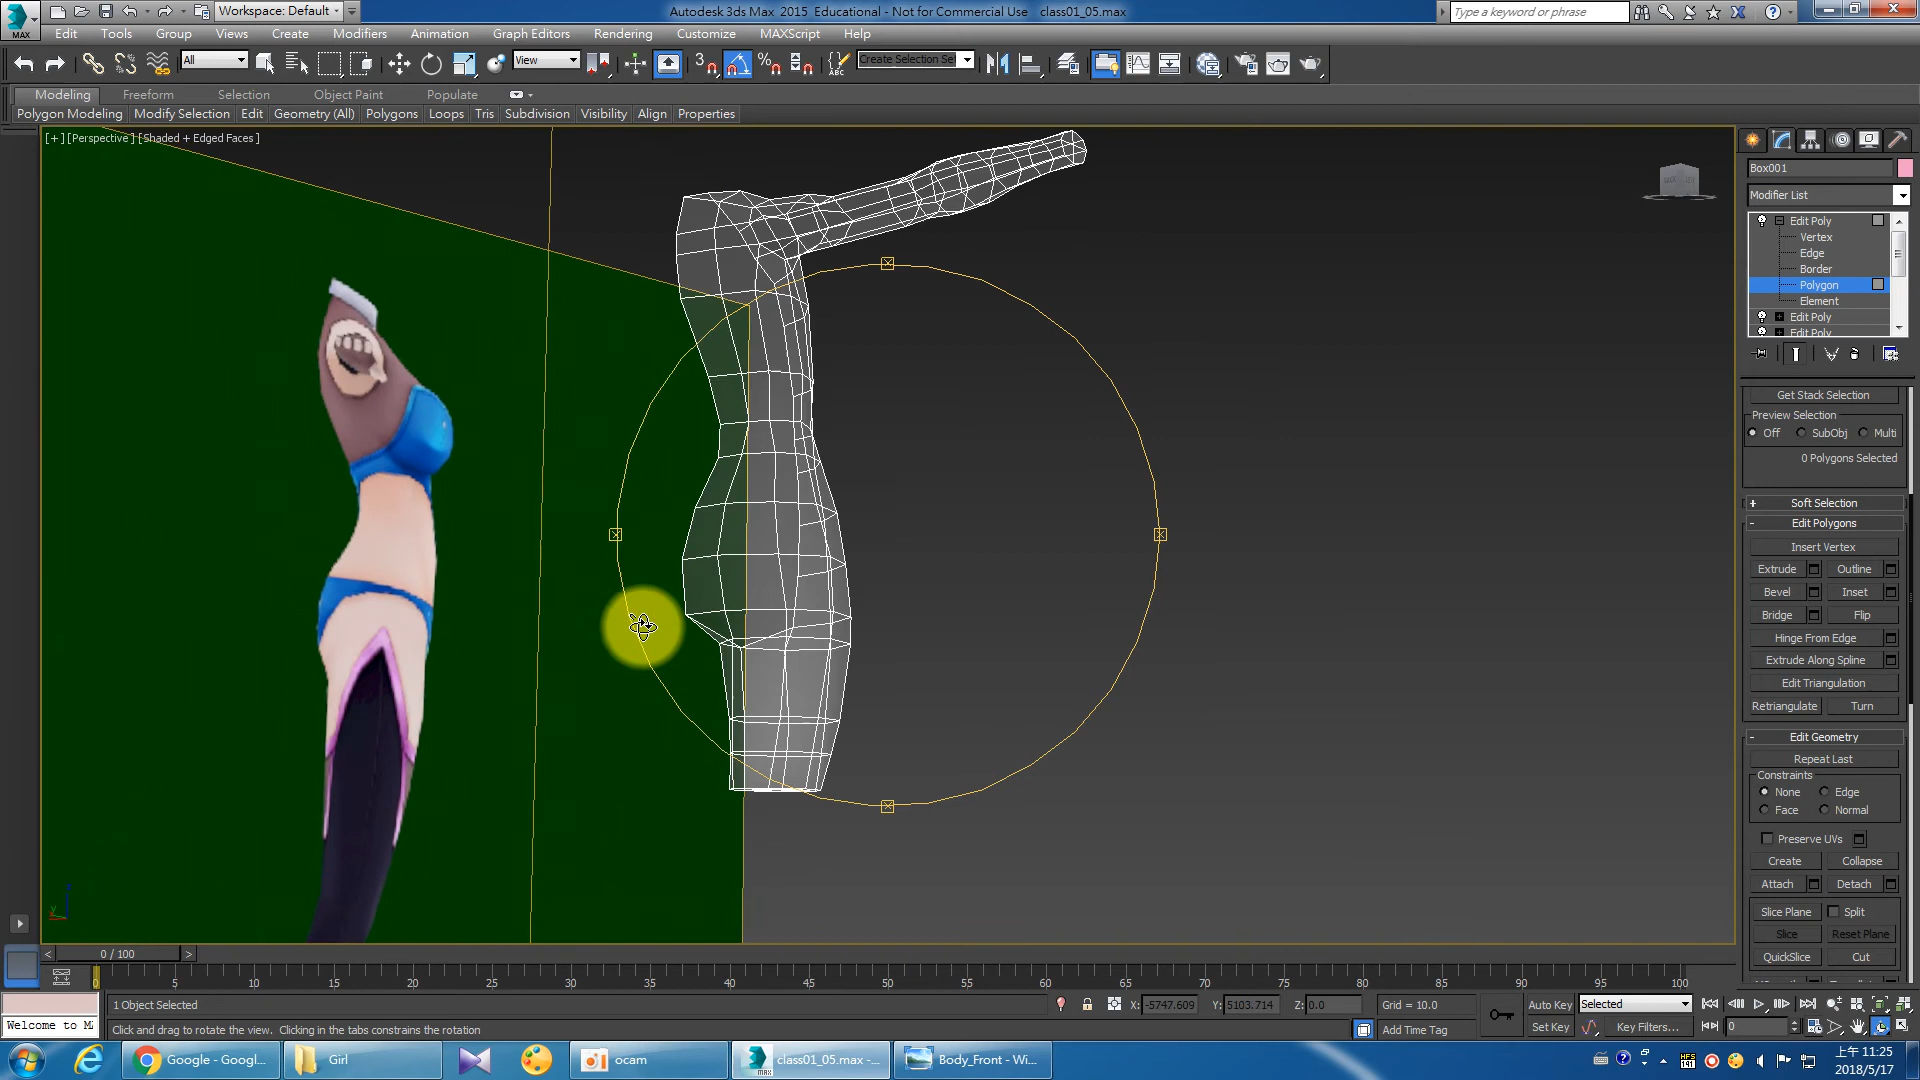 Workspace: Default
Autodesk 3ds Max 2015 Educational - Not for Commercial Use class01_05.max
Type a keyword or phrase
MAX
Edit Tools Group Views Create Modifiers Animation Graph Editors Rendering Customize MAXScript Help
All
View
3
ABC
Create Selection Se
Modeling Freeform Selection Object Paint Populate
Polygon Modeling Modify Selection Edit Geometry (All) Polygons Loops Tris Subdivision Visibility Align Properties
[+][Perspective][Shaded + Edged Faces]
Box001
Modifier List
Edit Poly
Vertex
Edge
Border
Polygon
Element
Edit Poly
Edit Poly
Get Stack Selection
Preview Selection
Off SubObj Multi
0 Polygons Selected
+ Soft Selection
- Edit Polygons
Insert Vertex
Extrude Outline
Bevel Inset
Bridge Flip
Hinge From Edge
Extrude Along Spline
Edit Triangulation
Retriangulate Turn
- Edit Geometry
Repeat Last
Constraints
None Edge
Face Normal
Preserve UVs
Create Collapse
Attach Detach
Slice Plane Split
Slice Reset Plane
QuickSlice Cut
< 0 / 100 >
0 5 10 15 20 25 30 35 40 45 50 55 60 65 70 75 80 85 90 95 100
1 Object Selected
X: -5747.609 Y: 5103.714 Z: 0.0 Grid = 10.0
Auto Key Selected
Welcome to M
Click and drag to rotate the view. Clicking in the tabs constrains the rotation
Add Time Tag
Set Key Key Filters... 0
Google - Googl...
Girl
ocam
class01_05.max -...
Body_Front - Wi...
上午 11:25
2018/5/17